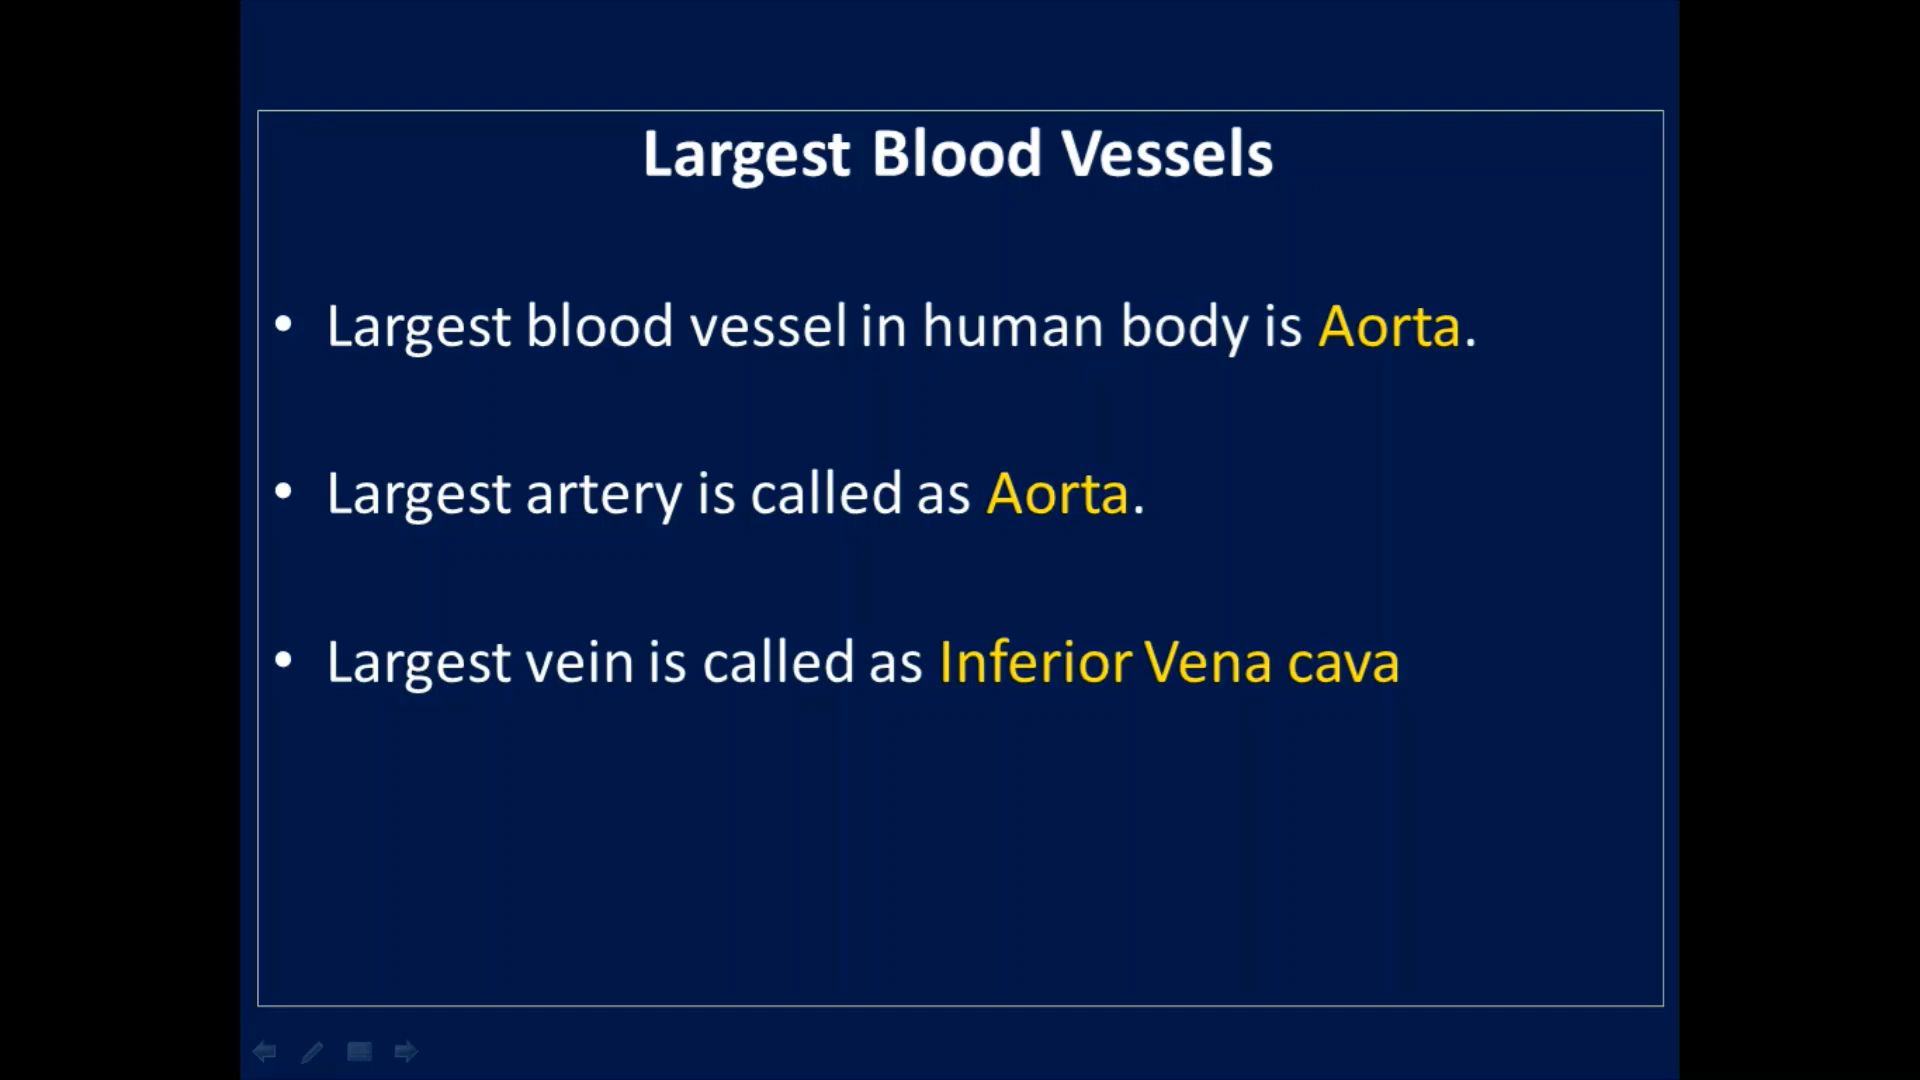 Largest Blood Vessels
• Largest blood vessel in human body is Aorta.
• Largest artery is called as Aorta.
• Largest vein is called as Inferior Vena cava